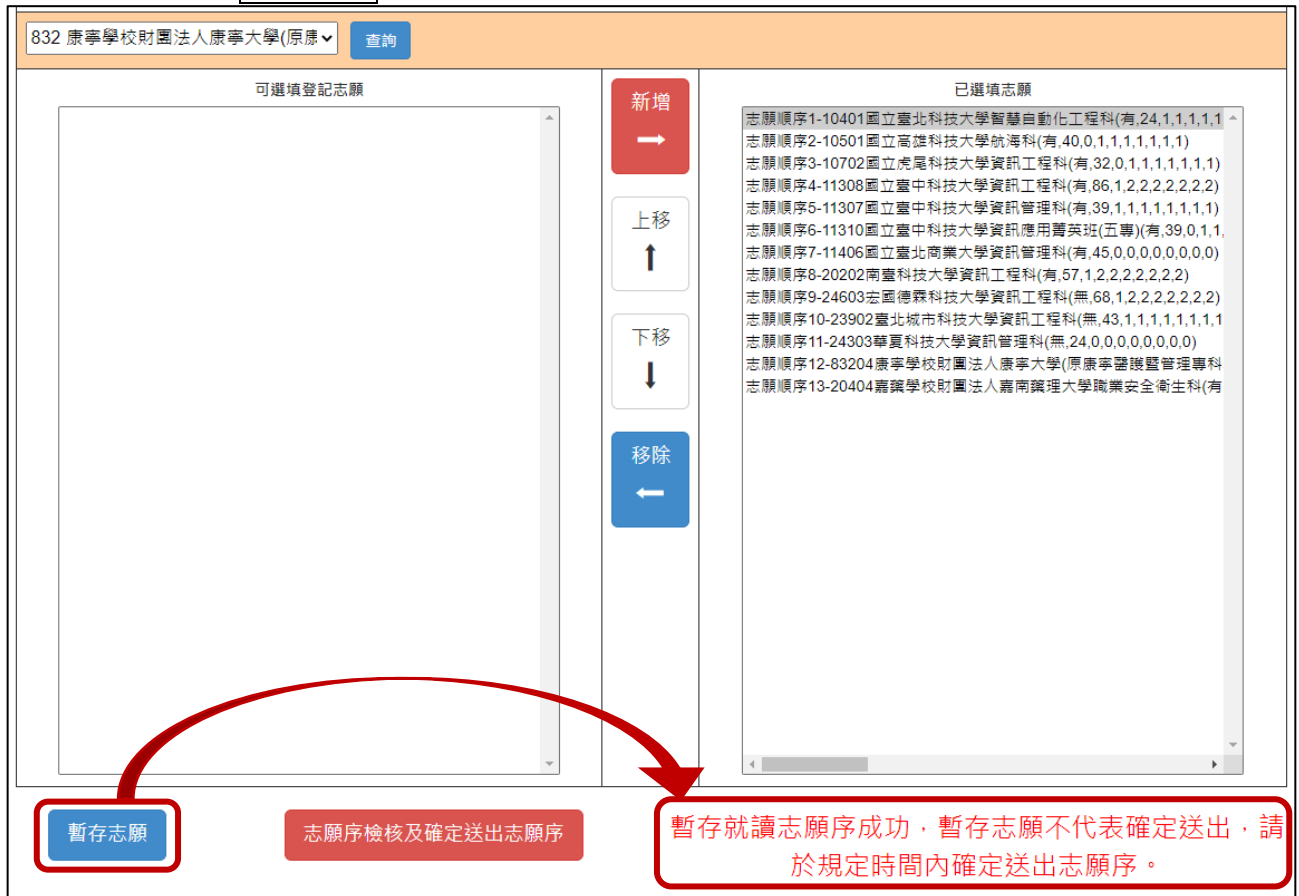 832 康寧學校財團法人康寧大學(原康
查詢
可選填登記志願
新增
上移
下移
移除
已選填志願
志願順序1-10401國立臺北科技大學智慧自動化工程科(有,24,1,1,1,1,1
志願順序2-10501國立高雄科技大學航海科(有,40,0,1,1,1,1,1,1,1)
志願順序3-10702國立虎尾科技大學資訊工程科(有,32,0,1,1,1,1,1,1,1)
志願順序4-11308國立臺中科技大學資訊工程科(有,86,1,2,2,2,2,2,2,2)
志願順序5-11307國立臺中科技大學資訊管理科(有,39,1,1,1,1,1,1,1,1)
志願順序6-11310國立臺中科技大學資訊應用菁英班(五專)(有,39,0,1,1,
志願順序7-11406國立臺北商業大學資訊管理科(有,45,0,0,0,0,0,0,0,0)
志願順序8-20202南臺科技大學資訊工程科(有,57,1,2,2,2,2,2,2,2)
志願順序9-24603宏國德霖科技大學資訊工程科(無,68,1,2,2,2,2,2,2,2)
志願順序10-23902臺北城市科技大學資訊工程科(無,43,1,1,1,1,1,1,1,1
志願順序11-24303華夏科技大學資訊管理科(無,24,0,0,0,0,0,0,0,0)
志願順序12-83204康寧學校財團法人康寧大學(原康寧醫護暨管理專科
志願順序13-20404嘉藥學校財團法人嘉南藥理大學職業安全衛生科(有
暫存志願
志願序檢核及確定送出志願序
暫存就讀志願序成功，暫存志願不代表確定送出，請
於規定時間內確定送出志願序。